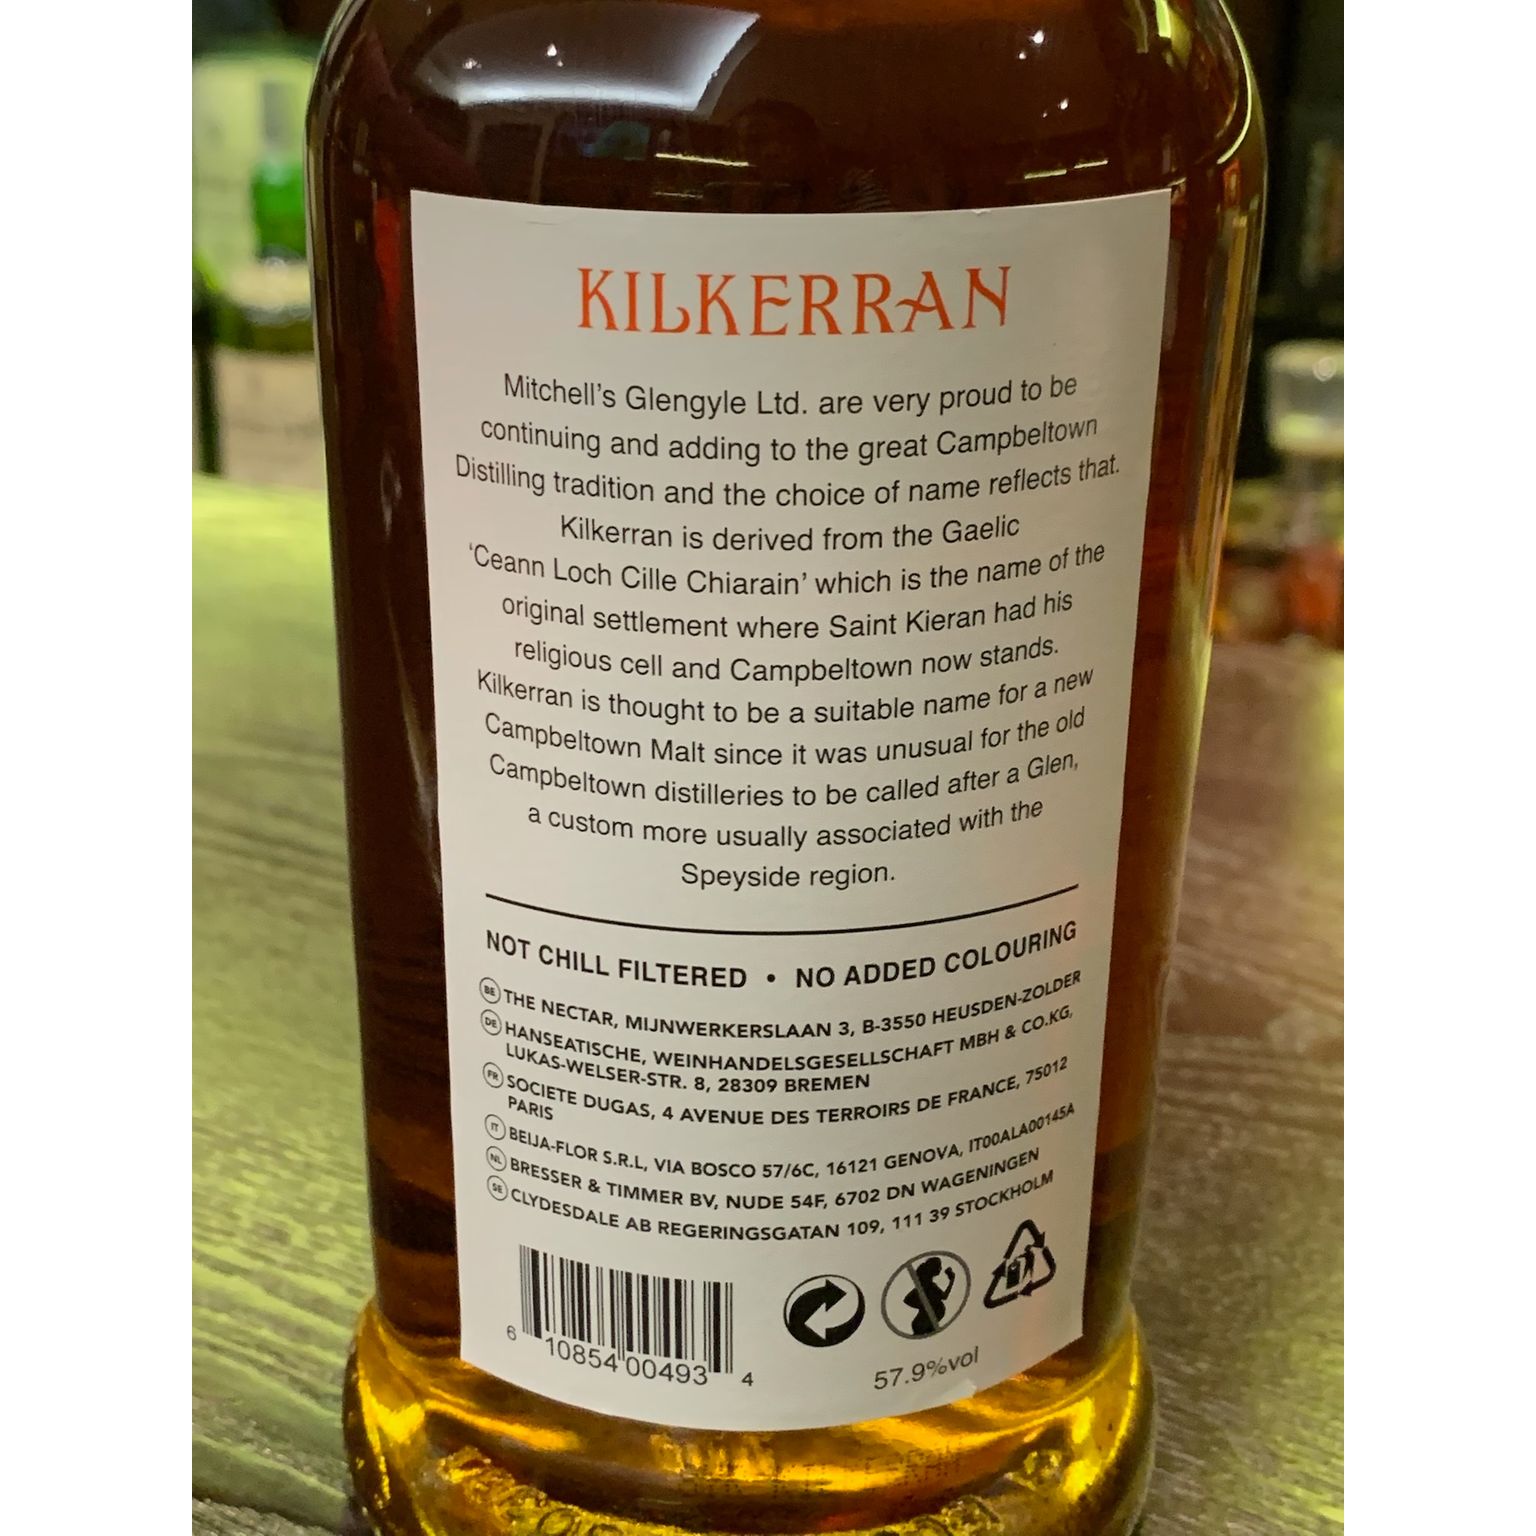 KILKERRAN
Mitchell's Glengyle Ltd. are very proud to be
continuing and adding to the great Campbeltown
Distilling tradition and the choice of name reflects that.
Kilkerran is derived from the Gaelic
'Ceann Loch Cille Chiarain' which is the name of the
original settlement where Saint Kieran had his
religious cell and Campbeltown now stands.
Kilkerran is thought to be a suitable name for a new
Campbeltown Malt since it was unusual for the old
Campbeltown distilleries to be called after a Glen,
a custom more usually associated with the
Speyside region.
NOT CHILL FILTERED • NO ADDED COLOURING
BE THE NECTAR, MIJNWERKERSLAAN 3, B-3550 HEUSDEN-ZOLDER
DE HANSEATISCHE, WEINHANDELSGESELLSCHAFT MBH & CO.KG,
LUKAS-WELSER-STR. 8, 28309 BREMEN
FR SOCIETE DUGAS, 4 AVENUE DES TERROIRS DE FRANCE, 75012
PARIS
IT BEIJA-FLOR S.R.L, VIA BOSCO 57/6C, 16121 GENOVA, IT00ALA00145A
NL BRESSER & TIMMER BV, NUDE 54F, 6702 DN WAGENINGEN
SE CLYDESDALE AB REGERINGSGATAN 109, 111 39 STOCKHOLM
6 10854 00493 4
57.9%vol